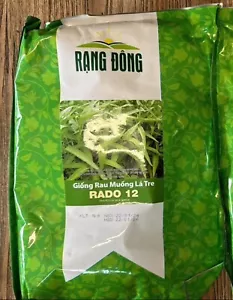 RẠNG ĐÔNG
Giống Rau Muống Lá Tre
RADO 12